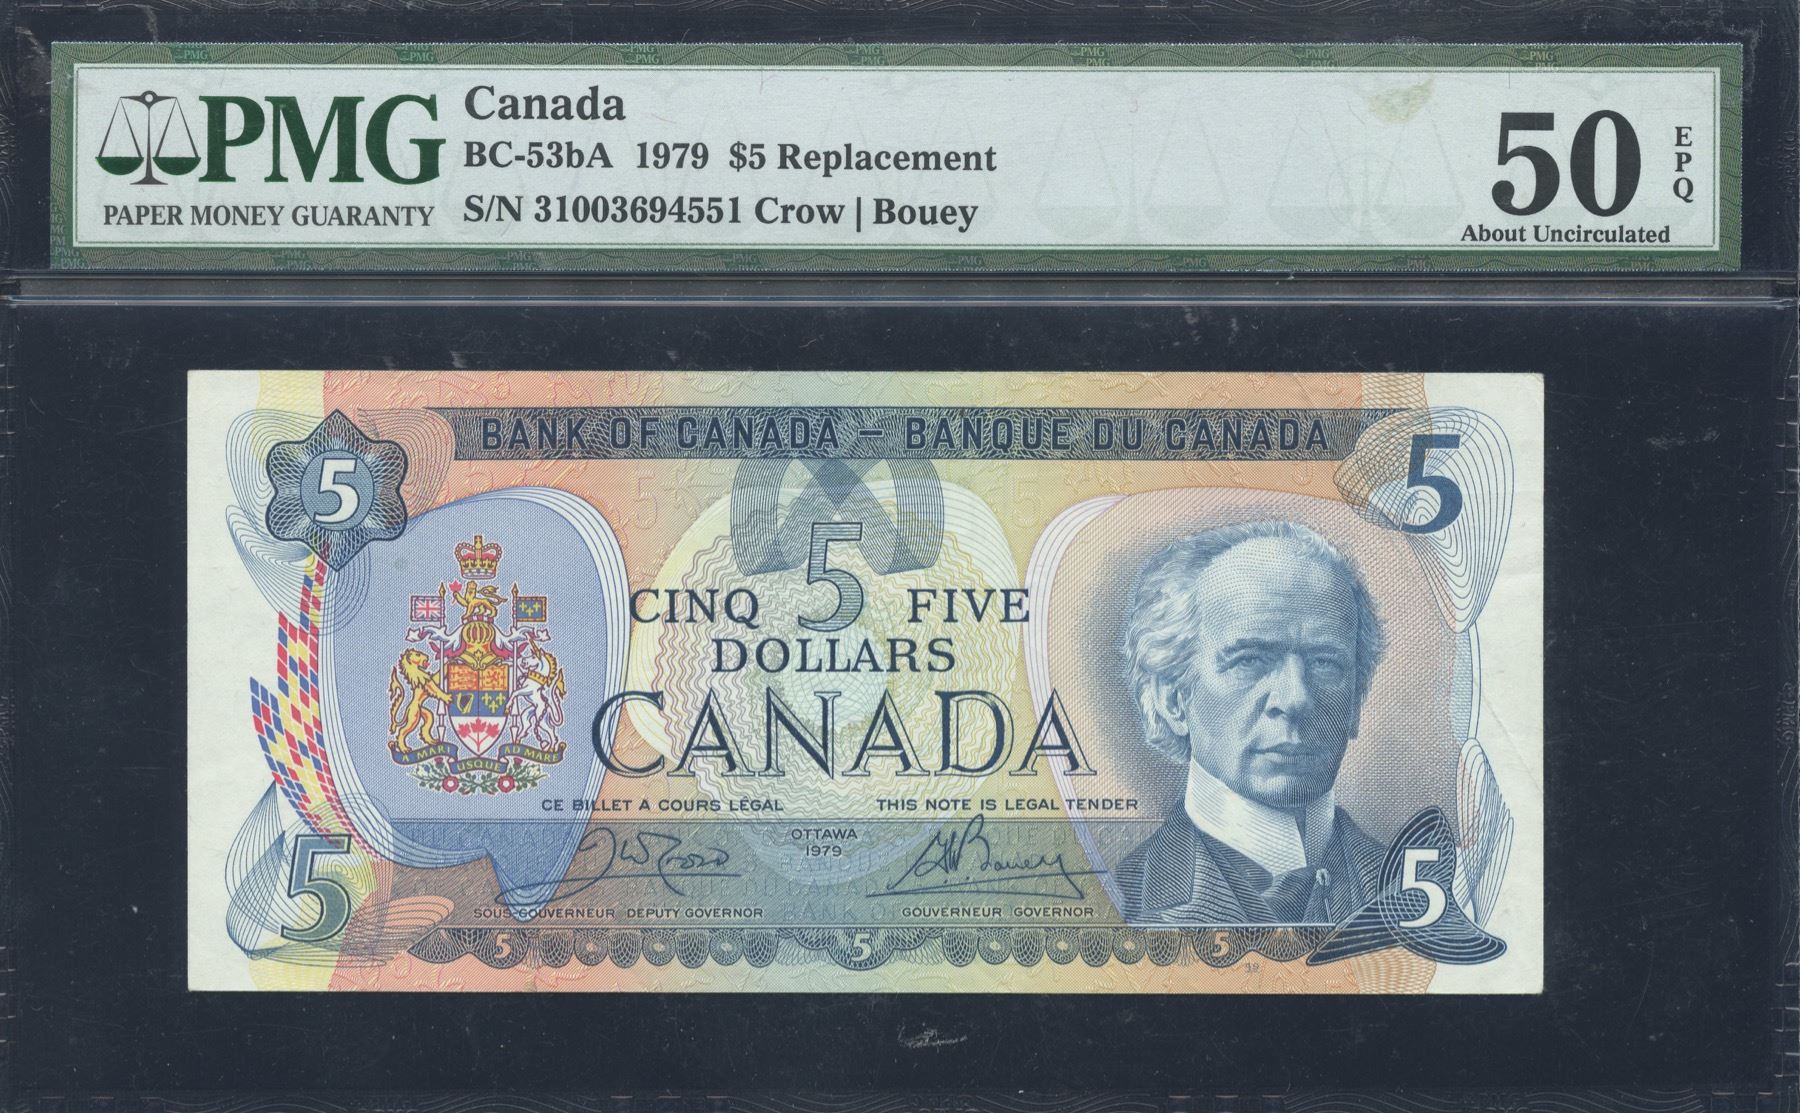 PMG
PAPER MONEY GUARANTY
Canada
BC-53bA 1979 $5 Replacement
S/N 31003694551 Crow | Bouey
50
EPQ
About Uncirculated
BANK OF CANADA – BANQUE DU CANADA
5
5
5
CINQ FIVE
DOLLARS
CANADA
A MARI USQUE AD MARE
CE BILLET A COURS LÉGAL
THIS NOTE IS LEGAL TENDER
OTTAWA
1979
SOUS-GOUVERNEUR DEPUTY GOVERNOR
GOUVERNEUR GOVERNOR
5
5
5
5
5